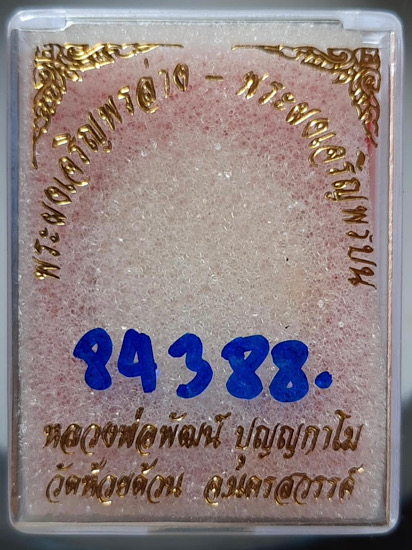 พระผงเจริญพรล่าง - พระผงเจริญพรบน
84388.
หลวงพ่อพัฒน์ ปุญญกาโม
วัดห้วยด้วน จ.นครสวรรค์